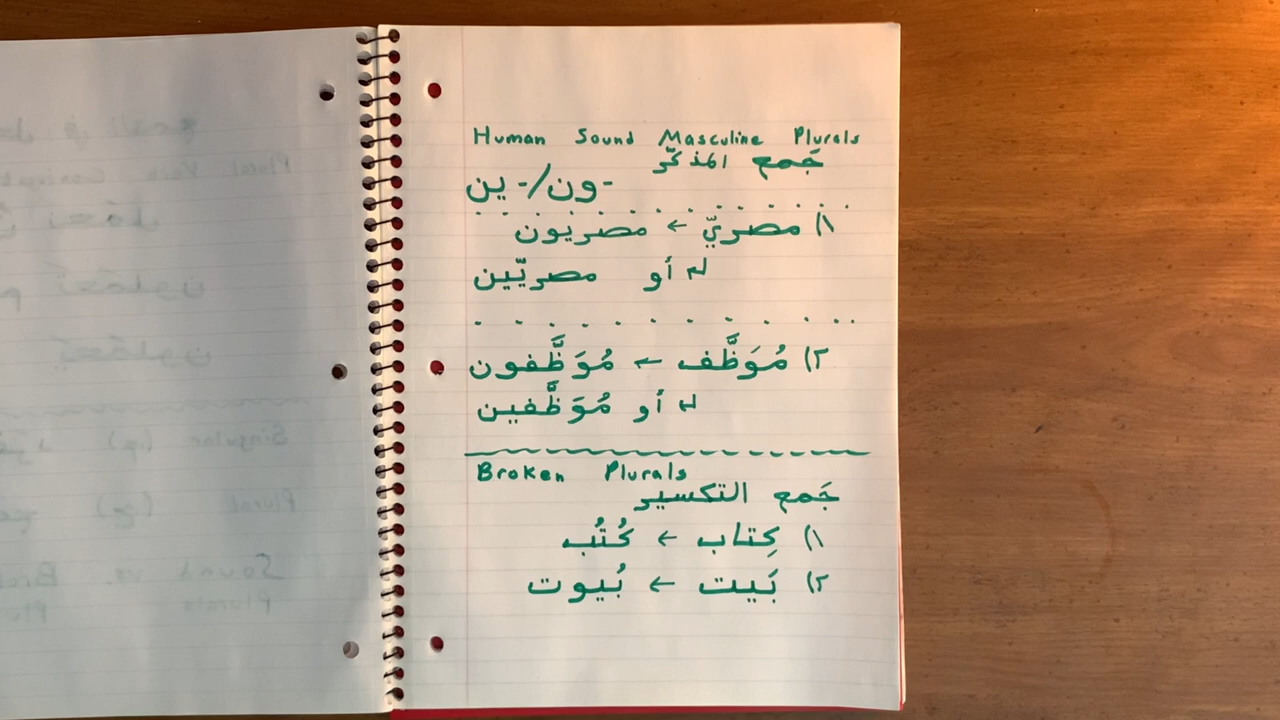 Human Sound Masculine Plurals
جَمع المذكّر
-ون/-ين
١) مصريّ ← مصريون
أو مصريّين
٢) مُوَظَّف ← مُوَظَّفون
أو مُوَظَّفين
Broken Plurals
جَمع التكسير
١) كِتاب ← كُتُب
٢) بَيت ← بُيوت